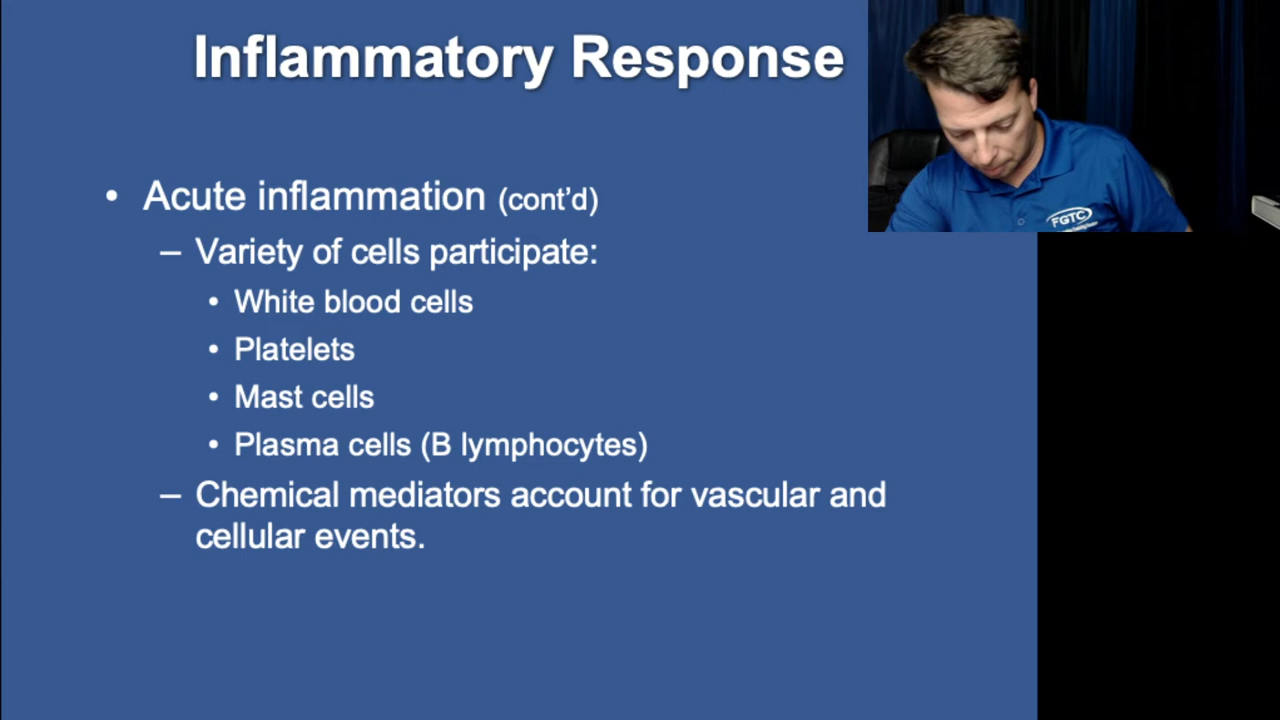 Inflammatory Response
• Acute inflammation (cont'd)
– Variety of cells participate:
• White blood cells
• Platelets
• Mast cells
• Plasma cells (B lymphocytes)
– Chemical mediators account for vascular and
cellular events.
FGTC